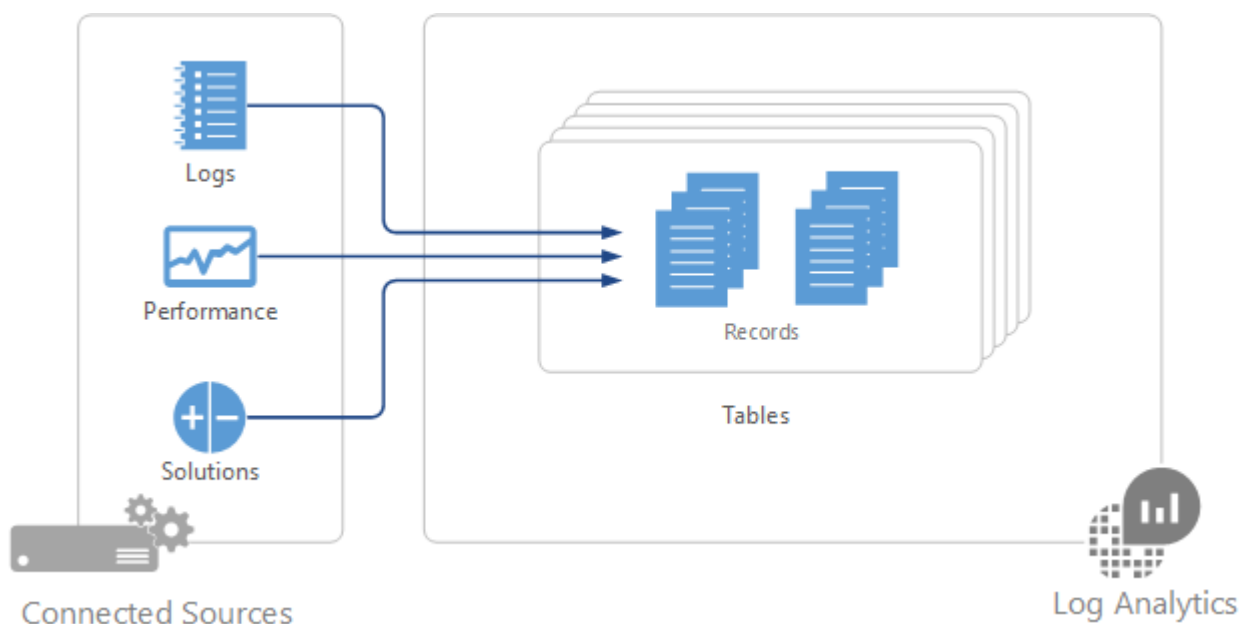 Logs
Performance
Solutions
Connected Sources
Records
Tables
Log Analytics